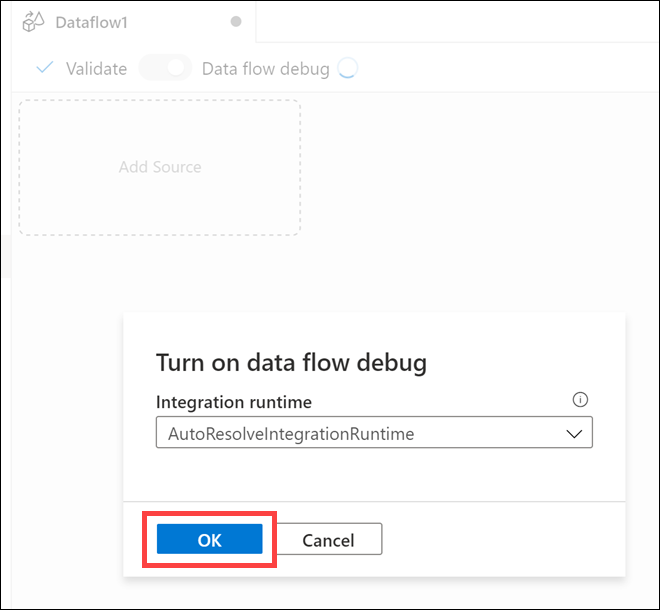 Dataflow1
Validate Data flow debug
Add Source
Turn on data flow debug
Integration runtime
AutoResolveIntegrationRuntime
OK Cancel